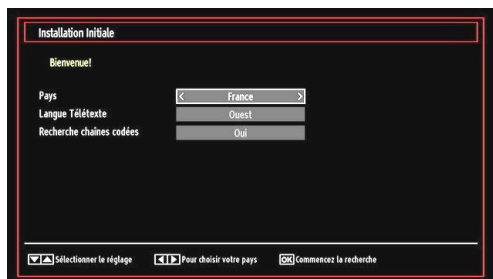 Installation Initiale
Bienvenue!
Pays < France >
Langue Télétexte Ouest
Recherche chaînes codées Oui
Sélectionner le réglage Pour choisir votre pays OK Commencez la recherche